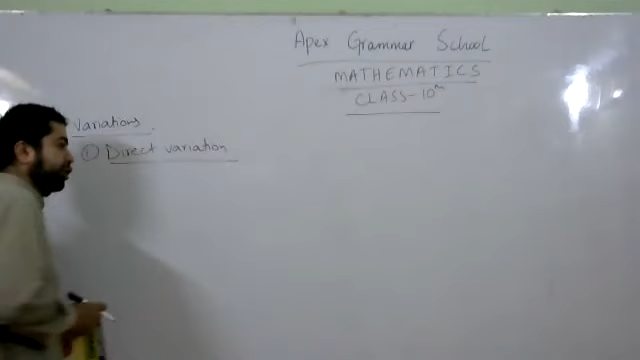 Apex Grammar School
MATHEMATICS
CLASS-10th
Variations.
① Direct variation